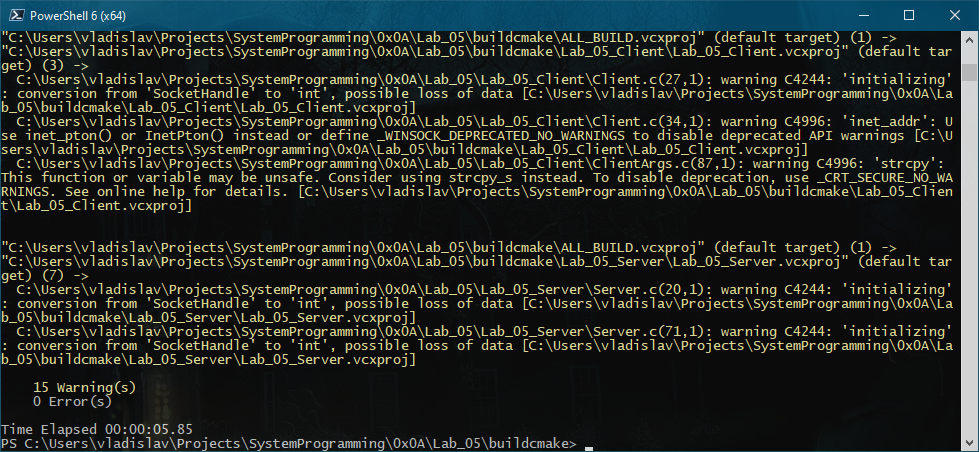 PowerShell 6 (x64)
"C:\Users\vladislav\Projects\SystemProgramming\0x0A\Lab_05\buildcmake\ALL_BUILD.vcxproj" (default target) (1) ->
"C:\Users\vladislav\Projects\SystemProgramming\0x0A\Lab_05\buildcmake\Lab_05_Client\Lab_05_Client.vcxproj" (default tar
get) (3) ->
  C:\Users\vladislav\Projects\SystemProgramming\0x0A\Lab_05\Lab_05_Client\Client.c(27,1): warning C4244: 'initializing'
: conversion from 'SocketHandle' to 'int', possible loss of data [C:\Users\vladislav\Projects\SystemProgramming\0x0A\La
b_05\buildcmake\Lab_05_Client\Lab_05_Client.vcxproj]
  C:\Users\vladislav\Projects\SystemProgramming\0x0A\Lab_05\Lab_05_Client\Client.c(34,1): warning C4996: 'inet_addr': U
se inet_pton() or InetPton() instead or define _WINSOCK_DEPRECATED_NO_WARNINGS to disable deprecated API warnings [C:\U
sers\vladislav\Projects\SystemProgramming\0x0A\Lab_05\buildcmake\Lab_05_Client\Lab_05_Client.vcxproj]
  C:\Users\vladislav\Projects\SystemProgramming\0x0A\Lab_05\Lab_05_Client\ClientArgs.c(87,1): warning C4996: 'strcpy':
This function or variable may be unsafe. Consider using strcpy_s instead. To disable deprecation, use _CRT_SECURE_NO_WA
RNINGS. See online help for details. [C:\Users\vladislav\Projects\SystemProgramming\0x0A\Lab_05\buildcmake\Lab_05_Clien
t\Lab_05_Client.vcxproj]
"C:\Users\vladislav\Projects\SystemProgramming\0x0A\Lab_05\buildcmake\ALL_BUILD.vcxproj" (default target) (1) ->
"C:\Users\vladislav\Projects\SystemProgramming\0x0A\Lab_05\buildcmake\Lab_05_Server\Lab_05_Server.vcxproj" (default tar
get) (7) ->
  C:\Users\vladislav\Projects\SystemProgramming\0x0A\Lab_05\Lab_05_Server\Server.c(20,1): warning C4244: 'initializing'
: conversion from 'SocketHandle' to 'int', possible loss of data [C:\Users\vladislav\Projects\SystemProgramming\0x0A\La
b_05\buildcmake\Lab_05_Server\Lab_05_Server.vcxproj]
  C:\Users\vladislav\Projects\SystemProgramming\0x0A\Lab_05\Lab_05_Server\Server.c(71,1): warning C4244: 'initializing'
: conversion from 'SocketHandle' to 'int', possible loss of data [C:\Users\vladislav\Projects\SystemProgramming\0x0A\La
b_05\buildcmake\Lab_05_Server\Lab_05_Server.vcxproj]
    15 Warning(s)
    0 Error(s)
Time Elapsed 00:00:05.85
PS C:\Users\vladislav\Projects\SystemProgramming\0x0A\Lab_05\buildcmake> _